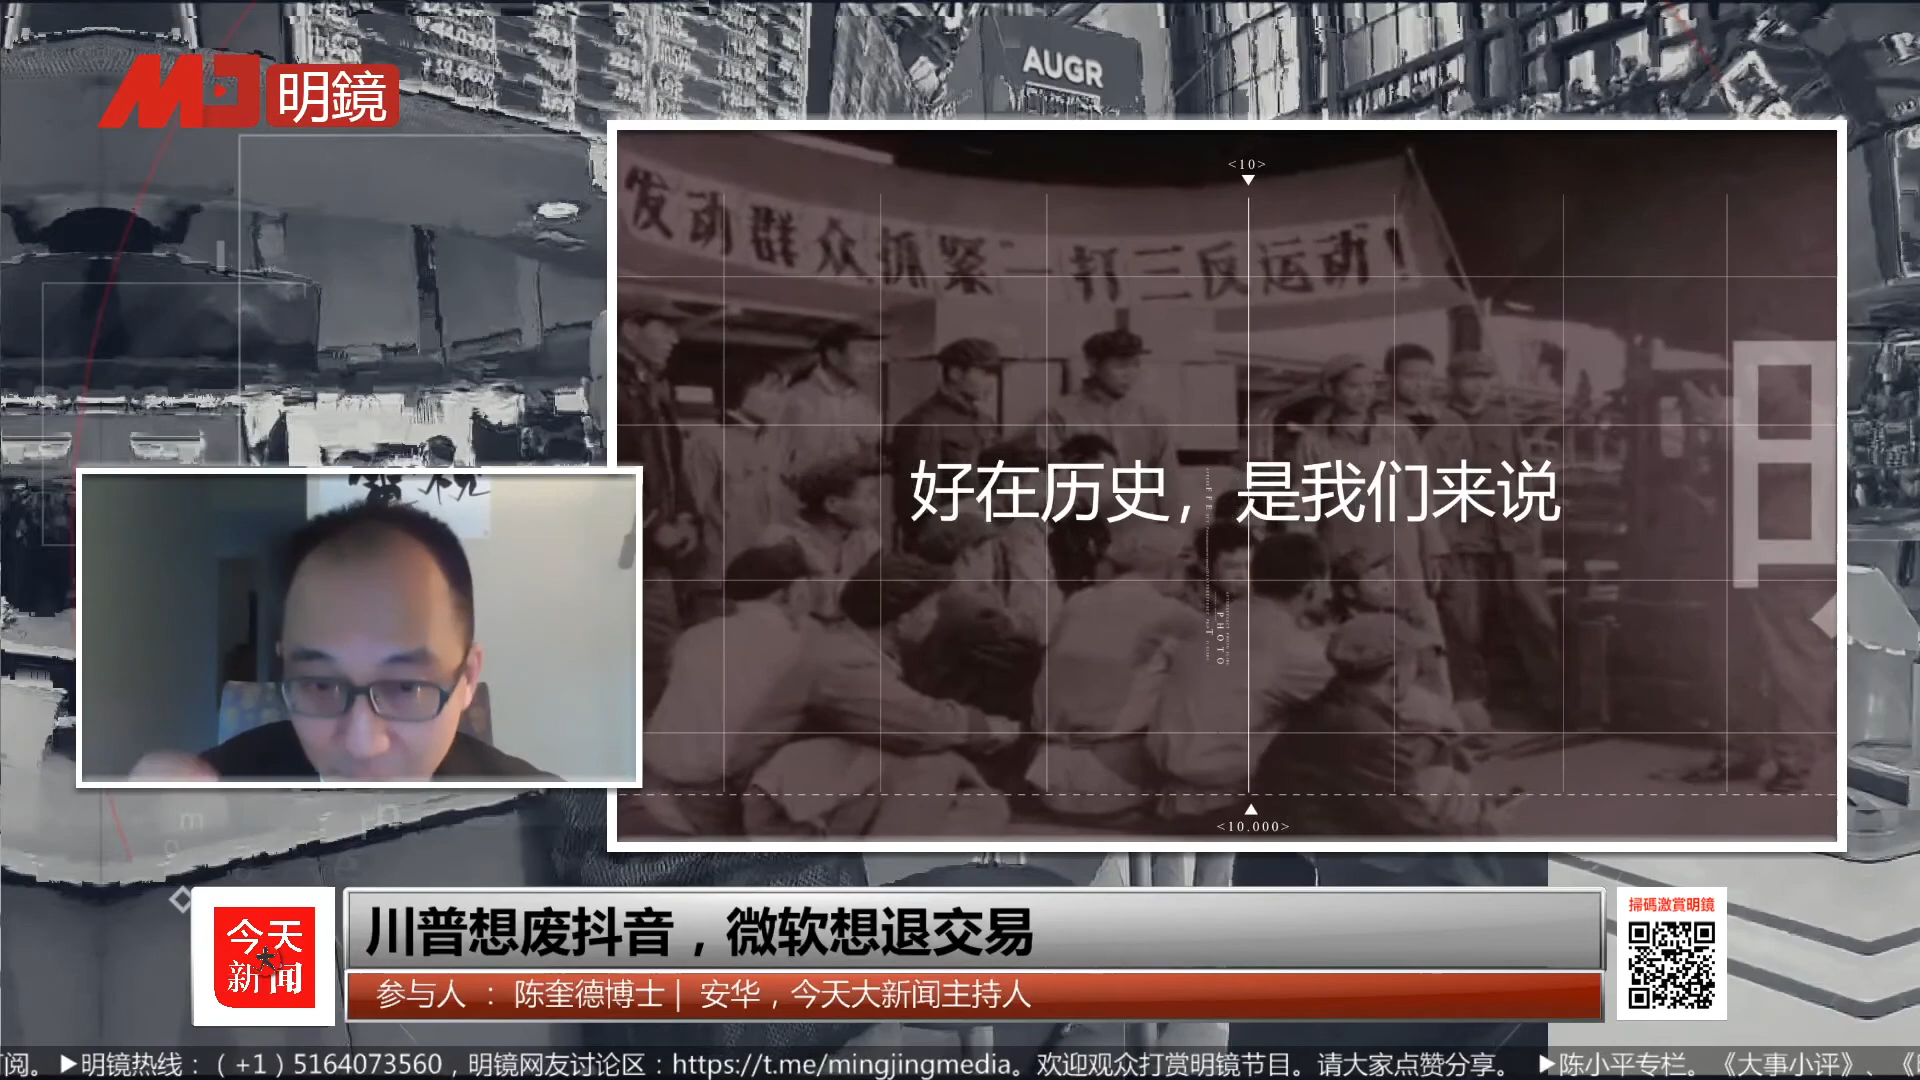 AUGR
明鏡
<10>
发动群众抓紧一打三反运动！
好在历史，是我们来说
PHOTO
<10.000>
今天
大
新闻
川普想废抖音，微软想退交易
参与人 ： 陈奎德博士｜ 安华，今天大新闻主持人
掃碼激賞明鏡
订阅。▶明镜热线：（+1）5164073560，明镜网友讨论区：https://t.me/mingjingmedia。欢迎观众打赏明镜节目。请大家点赞分享。 ▶陈小平专栏。《大事小评》、《